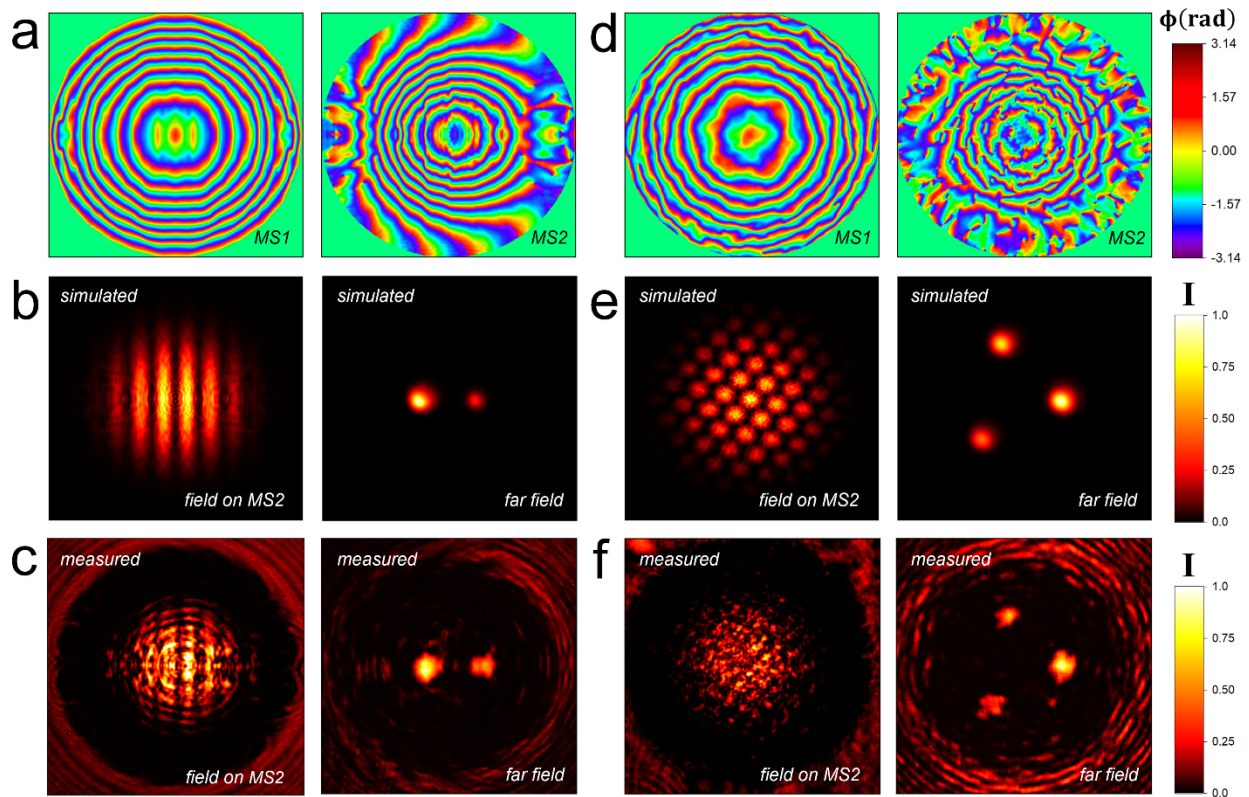 a
MS1
MS2
d
MS1
MS2
ϕ(rad)
3.14
1.57
0.00
-1.57
-3.14
b
simulated
field on MS2
far field
e
simulated
field on MS2
far field
I
1.0
0.75
0.50
0.25
0.0
c
measured
field on MS2
measured
far field
f
measured
field on MS2
measured
far field
I
1.0
0.75
0.50
0.25
0.0